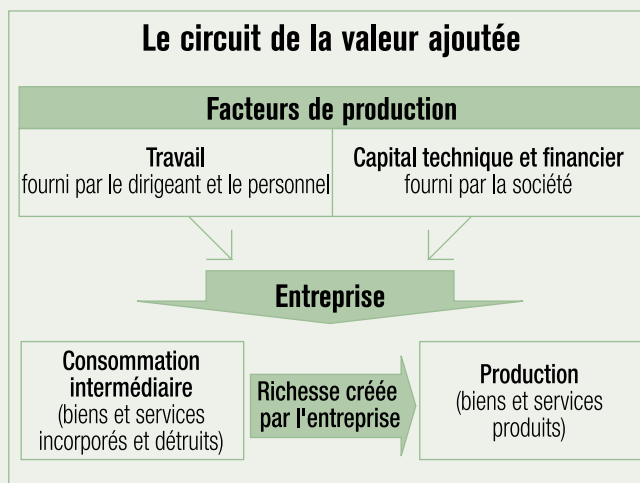 Le circuit de la valeur ajoutée
Facteurs de production
Travail
fourni par le dirigeant et le personnel
Capital technique et financier
fourni par la société
Entreprise
Consommation
intermédiaire
(biens et services
incorporés et détruits)
Richesse créée
par l'entreprise
Production
(biens et services
produits)